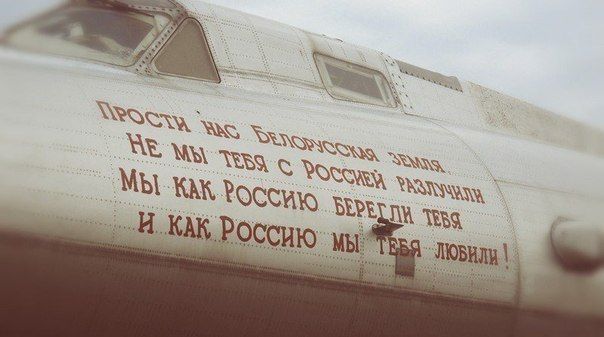 Прости нас Белорусская земля
Не мы тебя с Россией разлучили
Мы как Россию берегли тебя
И как Россию мы тебя любили!